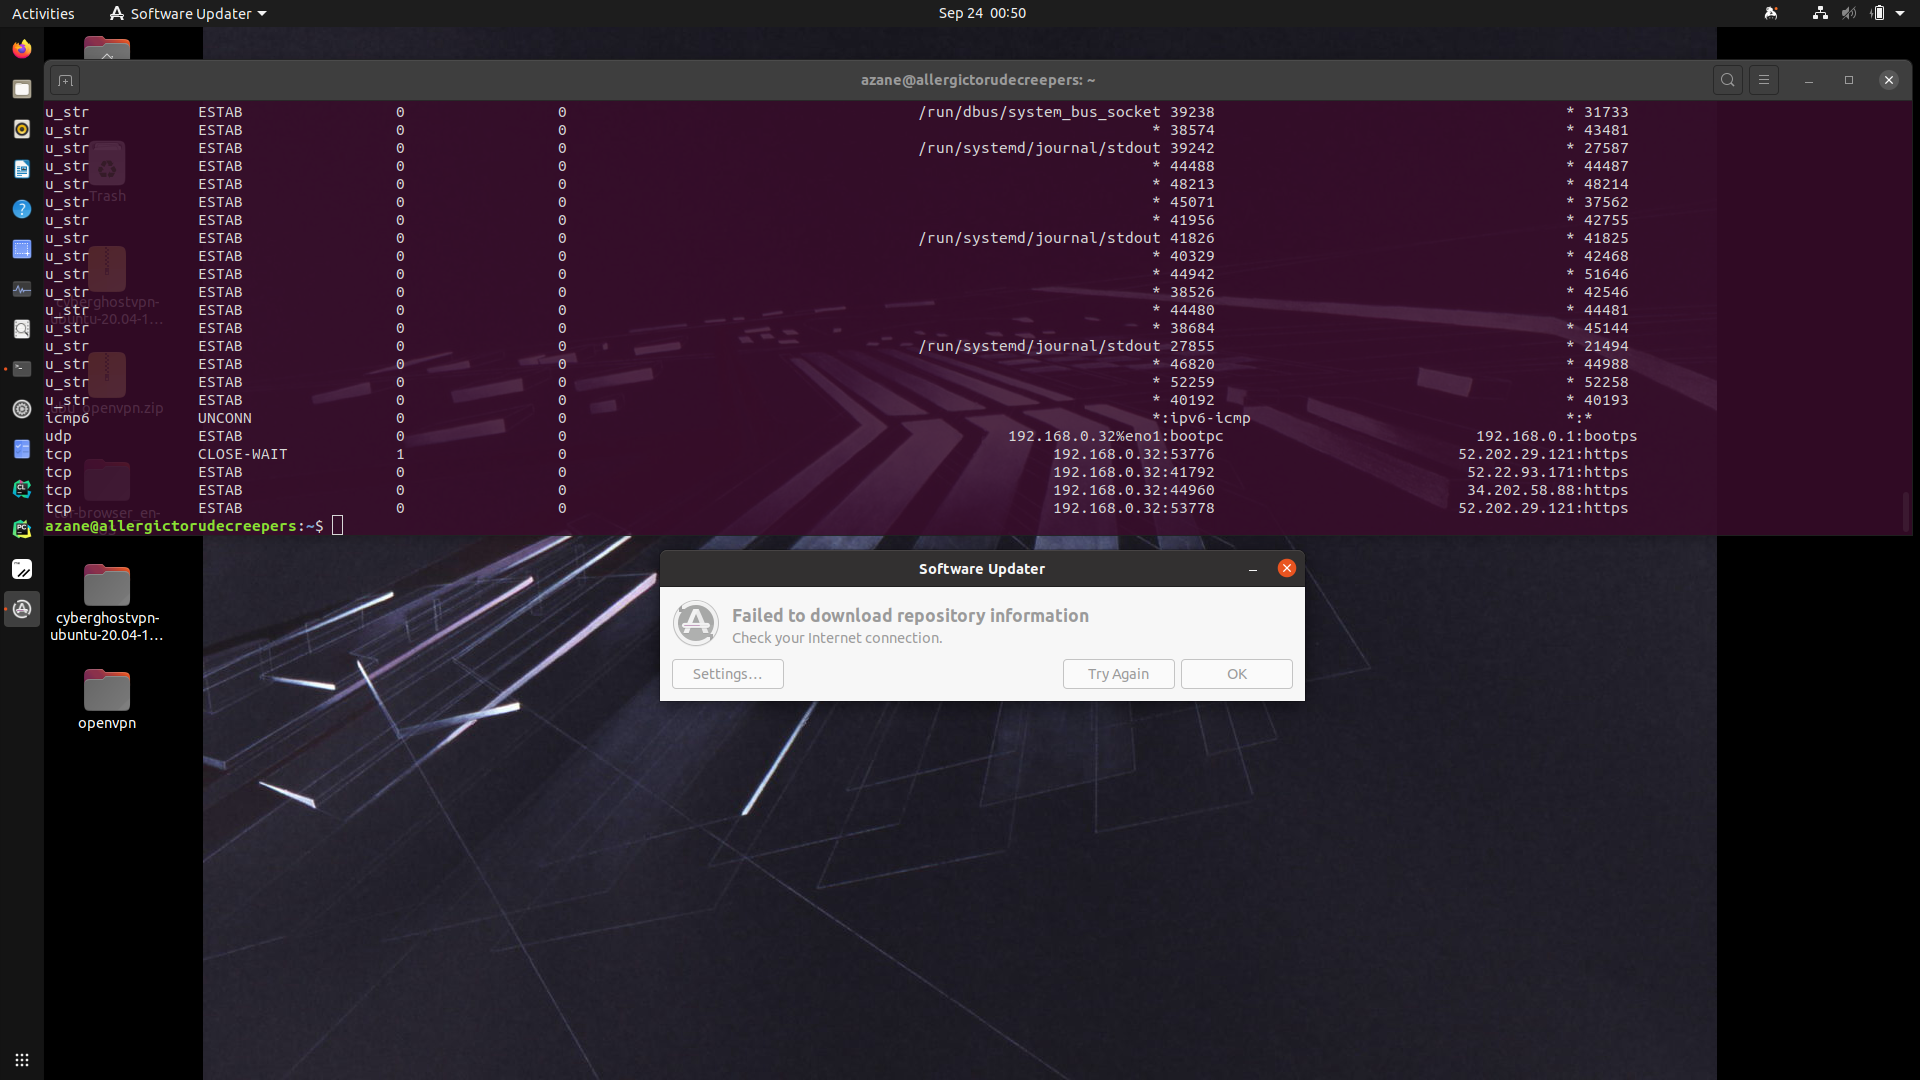 Activities Software Updater Sep 24 00:50
azane@allergictorudecreepers: ~
u_str ESTAB 0 0 /run/dbus/system_bus_socket 39238 * 31733
u_str ESTAB 0 0 * 38574 * 43481
u_str ESTAB 0 0 /run/systemd/journal/stdout 39242 * 27587
u_str ESTAB 0 0 * 44488 * 44487
u_str ESTAB 0 0 * 48213 * 48214
u_str ESTAB 0 0 * 45071 * 37562
u_str ESTAB 0 0 * 41956 * 42755
u_str ESTAB 0 0 /run/systemd/journal/stdout 41826 * 41825
u_str ESTAB 0 0 * 40329 * 42468
u_str ESTAB 0 0 * 44942 * 51646
u_str ESTAB 0 0 * 38526 * 42546
u_str ESTAB 0 0 * 44480 * 44481
u_str ESTAB 0 0 * 38684 * 45144
u_str ESTAB 0 0 /run/systemd/journal/stdout 27855 * 21494
u_str ESTAB 0 0 * 46820 * 44988
u_str ESTAB 0 0 * 52259 * 52258
u_str ESTAB 0 0 * 40192 * 40193
icmp6 UNCONN 0 0 *:ipv6-icmp *:*
udp ESTAB 0 0 192.168.0.32%eno1:bootpc 192.168.0.1:bootps
tcp CLOSE-WAIT 1 0 192.168.0.32:53776 52.202.29.121:https
tcp ESTAB 0 0 192.168.0.32:41792 52.22.93.171:https
tcp ESTAB 0 0 192.168.0.32:44960 34.202.58.88:https
tcp ESTAB 0 0 192.168.0.32:53778 52.202.29.121:https
azane@allergictorudecreepers:~$
Trash
cyberghostvpn-
ubuntu-20.04-1...
openvpn.zip
Software Updater
Failed to download repository information
Check your Internet connection.
Settings...
Try Again
OK
cyberghostvpn-
ubuntu-20.04-1...
openvpn